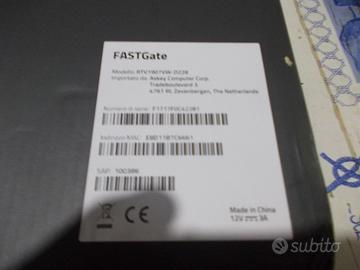 FASTGate
Modello: RTV1907VW-D228
Importato da: Askey Computer Corp.
Tradeboulevard 3
4761 RL Zevenbergen, The Netherlands
Numero di serie:
Indirizzo MAC:
SAP: 100386
CE
Made in China
12V 3A
subito